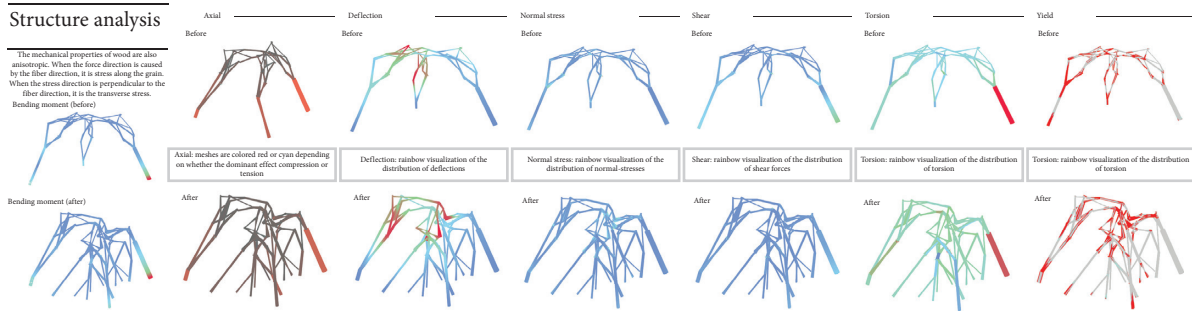 Structure analysis
The mechanical properties of wood are also
anisotropic. When the force direction is caused
by the fiber direction, it is stress along the grain.
When the stress direction is perpendicular to the
fiber direction, it is the transverse stress.
Bending moment (before)
Bending moment (after)
Axial
Before
Axial: meshes are colored red or cyan depending
on whether the dominant effect compression or
tension
After
Deflection
Before
Deflection: rainbow visualization of the
distribution of deflections
After
Normal stress
Before
Normal stress: rainbow visualization of the
distribution of normal-stresses
After
Shear
Before
Shear: rainbow visualization of the distribution
of shear forces
After
Torsion
Before
Torsion: rainbow visualization of the distribution
of torsion
After
Yield
Before
Torsion: rainbow visualization of the distribution
of torsion
After